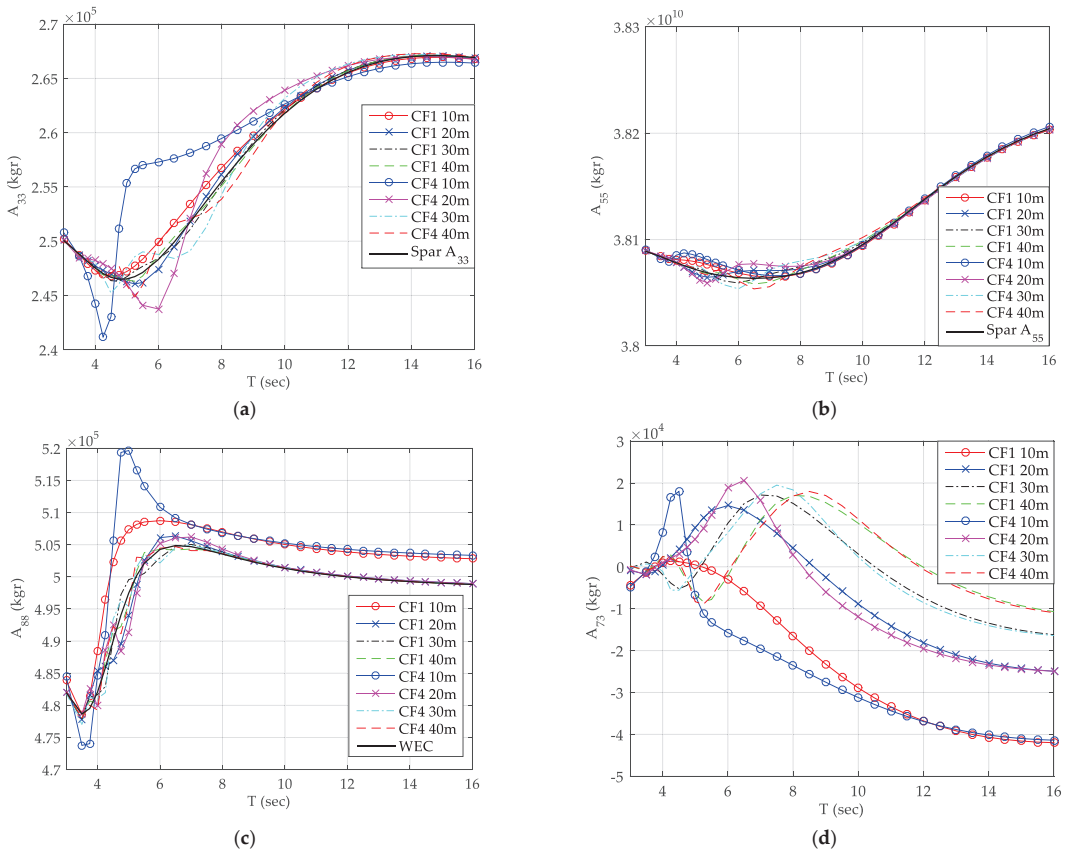 ×10⁵
2.7
2.65
2.6
2.55
2.5
2.45
2.4
A₃₃ (kgr)
4 6 8 10 12 14 16
T (sec)
CF1 10m
CF1 20m
CF1 30m
CF1 40m
CF4 10m
CF4 20m
CF4 30m
CF4 40m
Spar A₃₃
(a)
×10¹⁰
3.83
3.82
3.81
3.8
A₅₅ (kgr)
4 6 8 10 12 14 16
T (sec)
CF1 10m
CF1 20m
CF1 30m
CF1 40m
CF4 10m
CF4 20m
CF4 30m
CF4 40m
Spar A₅₅
(b)
×10⁵
5.2
5.15
5.1
5.05
5
4.95
4.9
4.85
4.8
4.75
4.7
A₈₈ (kgr)
4 6 8 10 12 14 16
T (sec)
CF1 10m
CF1 20m
CF1 30m
CF1 40m
CF4 10m
CF4 20m
CF4 30m
CF4 40m
WEC
(c)
×10⁴
3
2
1
0
-1
-2
-3
-4
-5
A₇₃ (kgr)
4 6 8 10 12 14 16
T (sec)
CF1 10m
CF1 20m
CF1 30m
CF1 40m
CF4 10m
CF4 20m
CF4 30m
CF4 40m
(d)